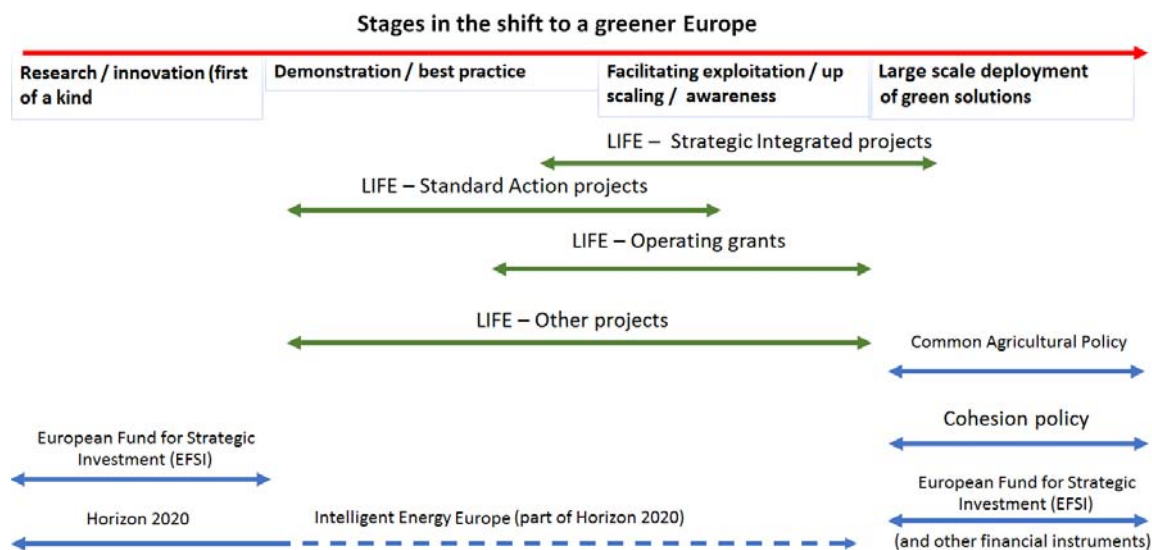 Stages in the shift to a greener Europe
Research / innovation (first
of a kind
Demonstration / best practice
Facilitating exploitation / up
scaling / awareness
Large scale deployment
of green solutions
LIFE – Strategic Integrated projects
LIFE – Standard Action projects
LIFE – Operating grants
LIFE – Other projects
Common Agricultural Policy
Cohesion policy
European Fund for Strategic
Investment (EFSI)
European Fund for Strategic
Investment (EFSI)
(and other financial instruments)
Horizon 2020
Intelligent Energy Europe (part of Horizon 2020)